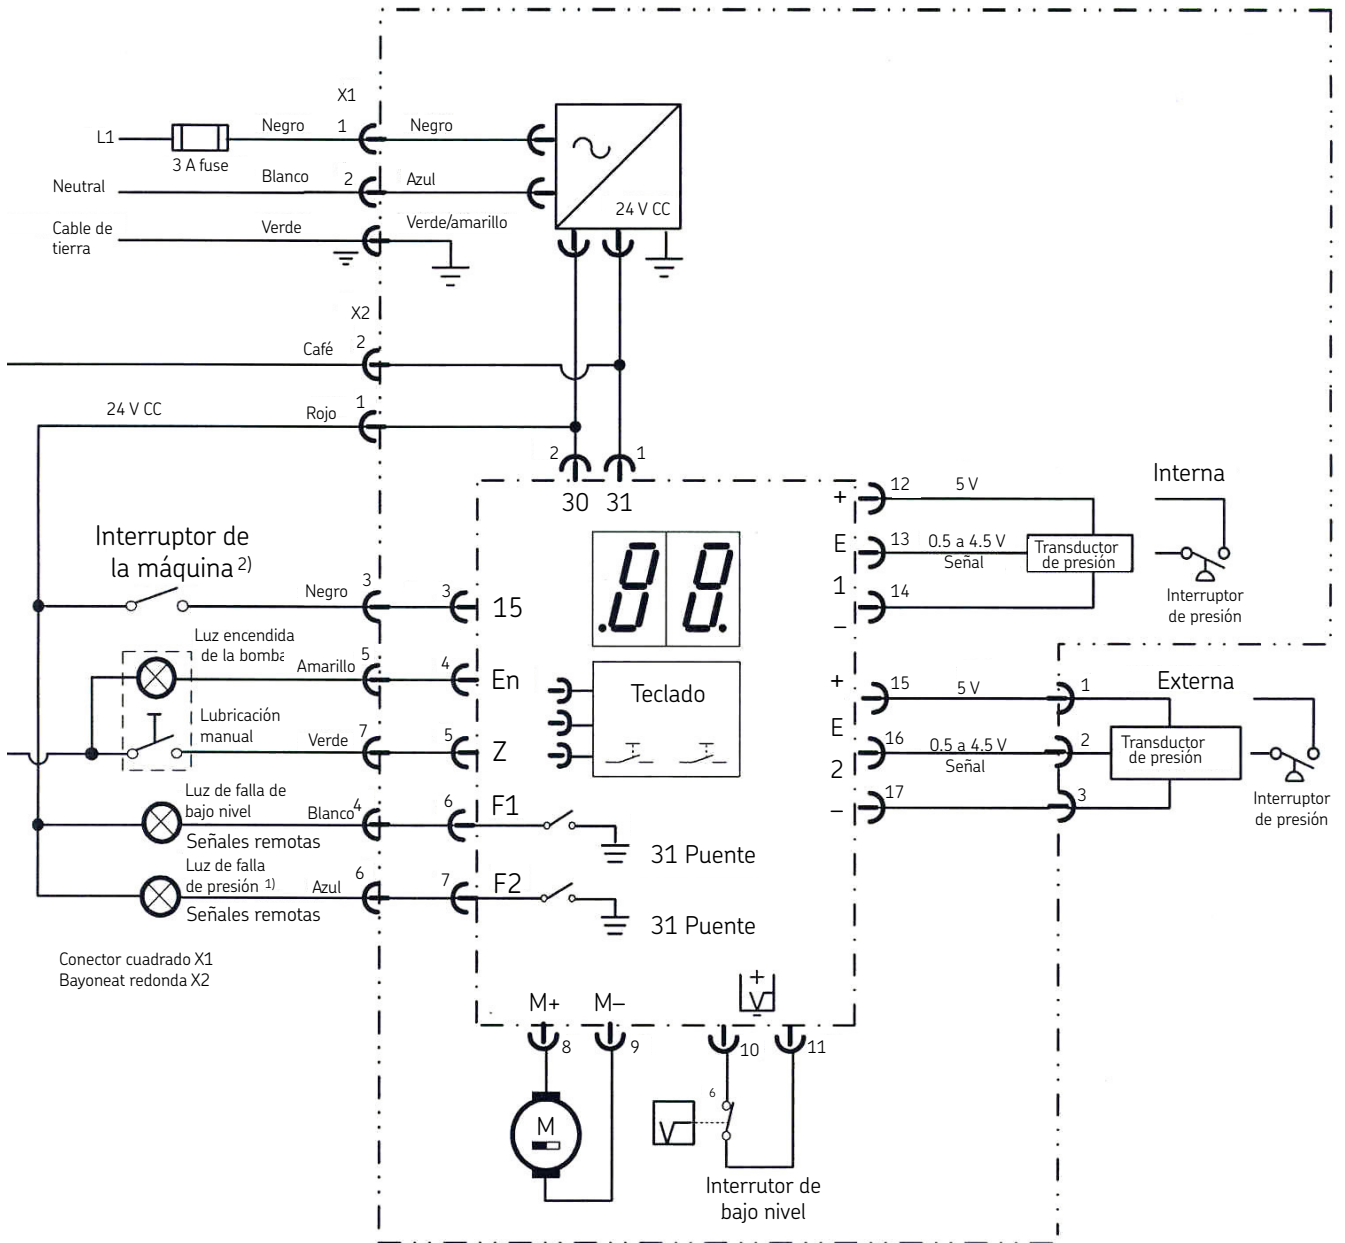 X1
L1
3 A fuse
Negro
1
Negro
Neutral
Blanco
2
Azul
Cable de
tierra
Verde
Verde/amarillo
24 V CC
X2
Café
2
24 V CC
Rojo
1
2
1
30
31
Interruptor de
la máquina 2)
Negro
3
3
15
Luz encendida
de la bomba
Amarillo
5
4
En
Lubricación
manual
Verde
7
5
Z
Luz de falla de
bajo nivel
Blanco
4
6
F1
Señales remotas
31 Puente
Luz de falla
de presión 1)
Azul
6
7
F2
Señales remotas
31 Puente
Teclado
Conector cuadrado X1
Bayoneat redonda X2
+
12
5 V
E
13
0.5 a 4.5 V
Señal
1
14
–
Transductor
de presión
Interna
Interruptor
de presión
+
15
5 V
1
E
16
0.5 a 4.5 V
Señal
2
2
17
–
3
Transductor
de presión
Externa
Interruptor
de presión
M+
M–
+
–
8
9
10
11
M
6
Interrutor de
bajo nivel